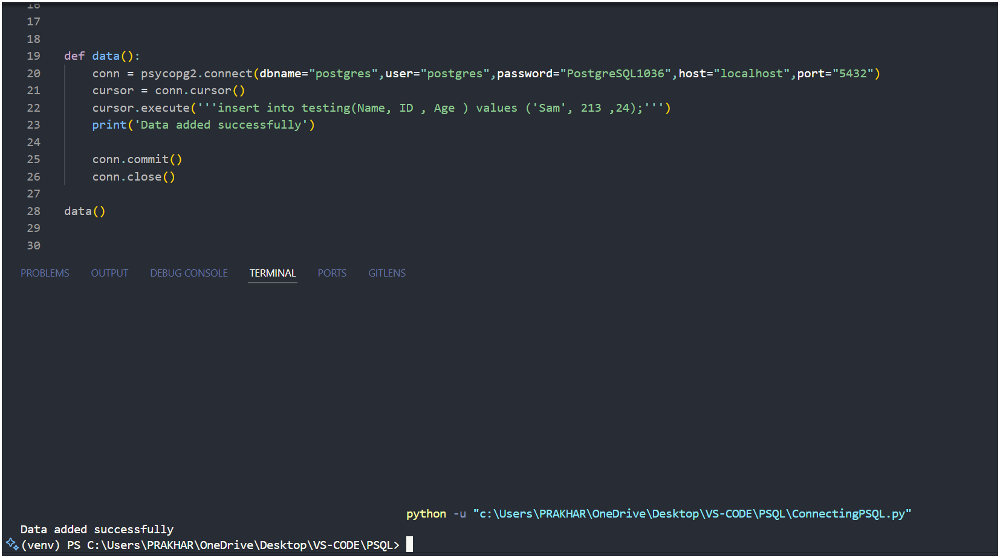 16
17
18
19 def data():
20 conn = psycopg2.connect(dbname="postgres",user="postgres",password="PostgreSQL1036",host="localhost",port="5432")
21 cursor = conn.cursor()
22 cursor.execute('''insert into testing(Name, ID , Age ) values ('Sam', 213 ,24);''')
23 print('Data added successfully')
24
25 conn.commit()
26 conn.close()
27
28 data()
29
30
PROBLEMS OUTPUT DEBUG CONSOLE TERMINAL PORTS GITLENS
python -u "c:\Users\PRAKHAR\OneDrive\Desktop\VS-CODE\PSQL\ConnectingPSQL.py"
Data added successfully
(venv) PS C:\Users\PRAKHAR\OneDrive\Desktop\VS-CODE\PSQL>